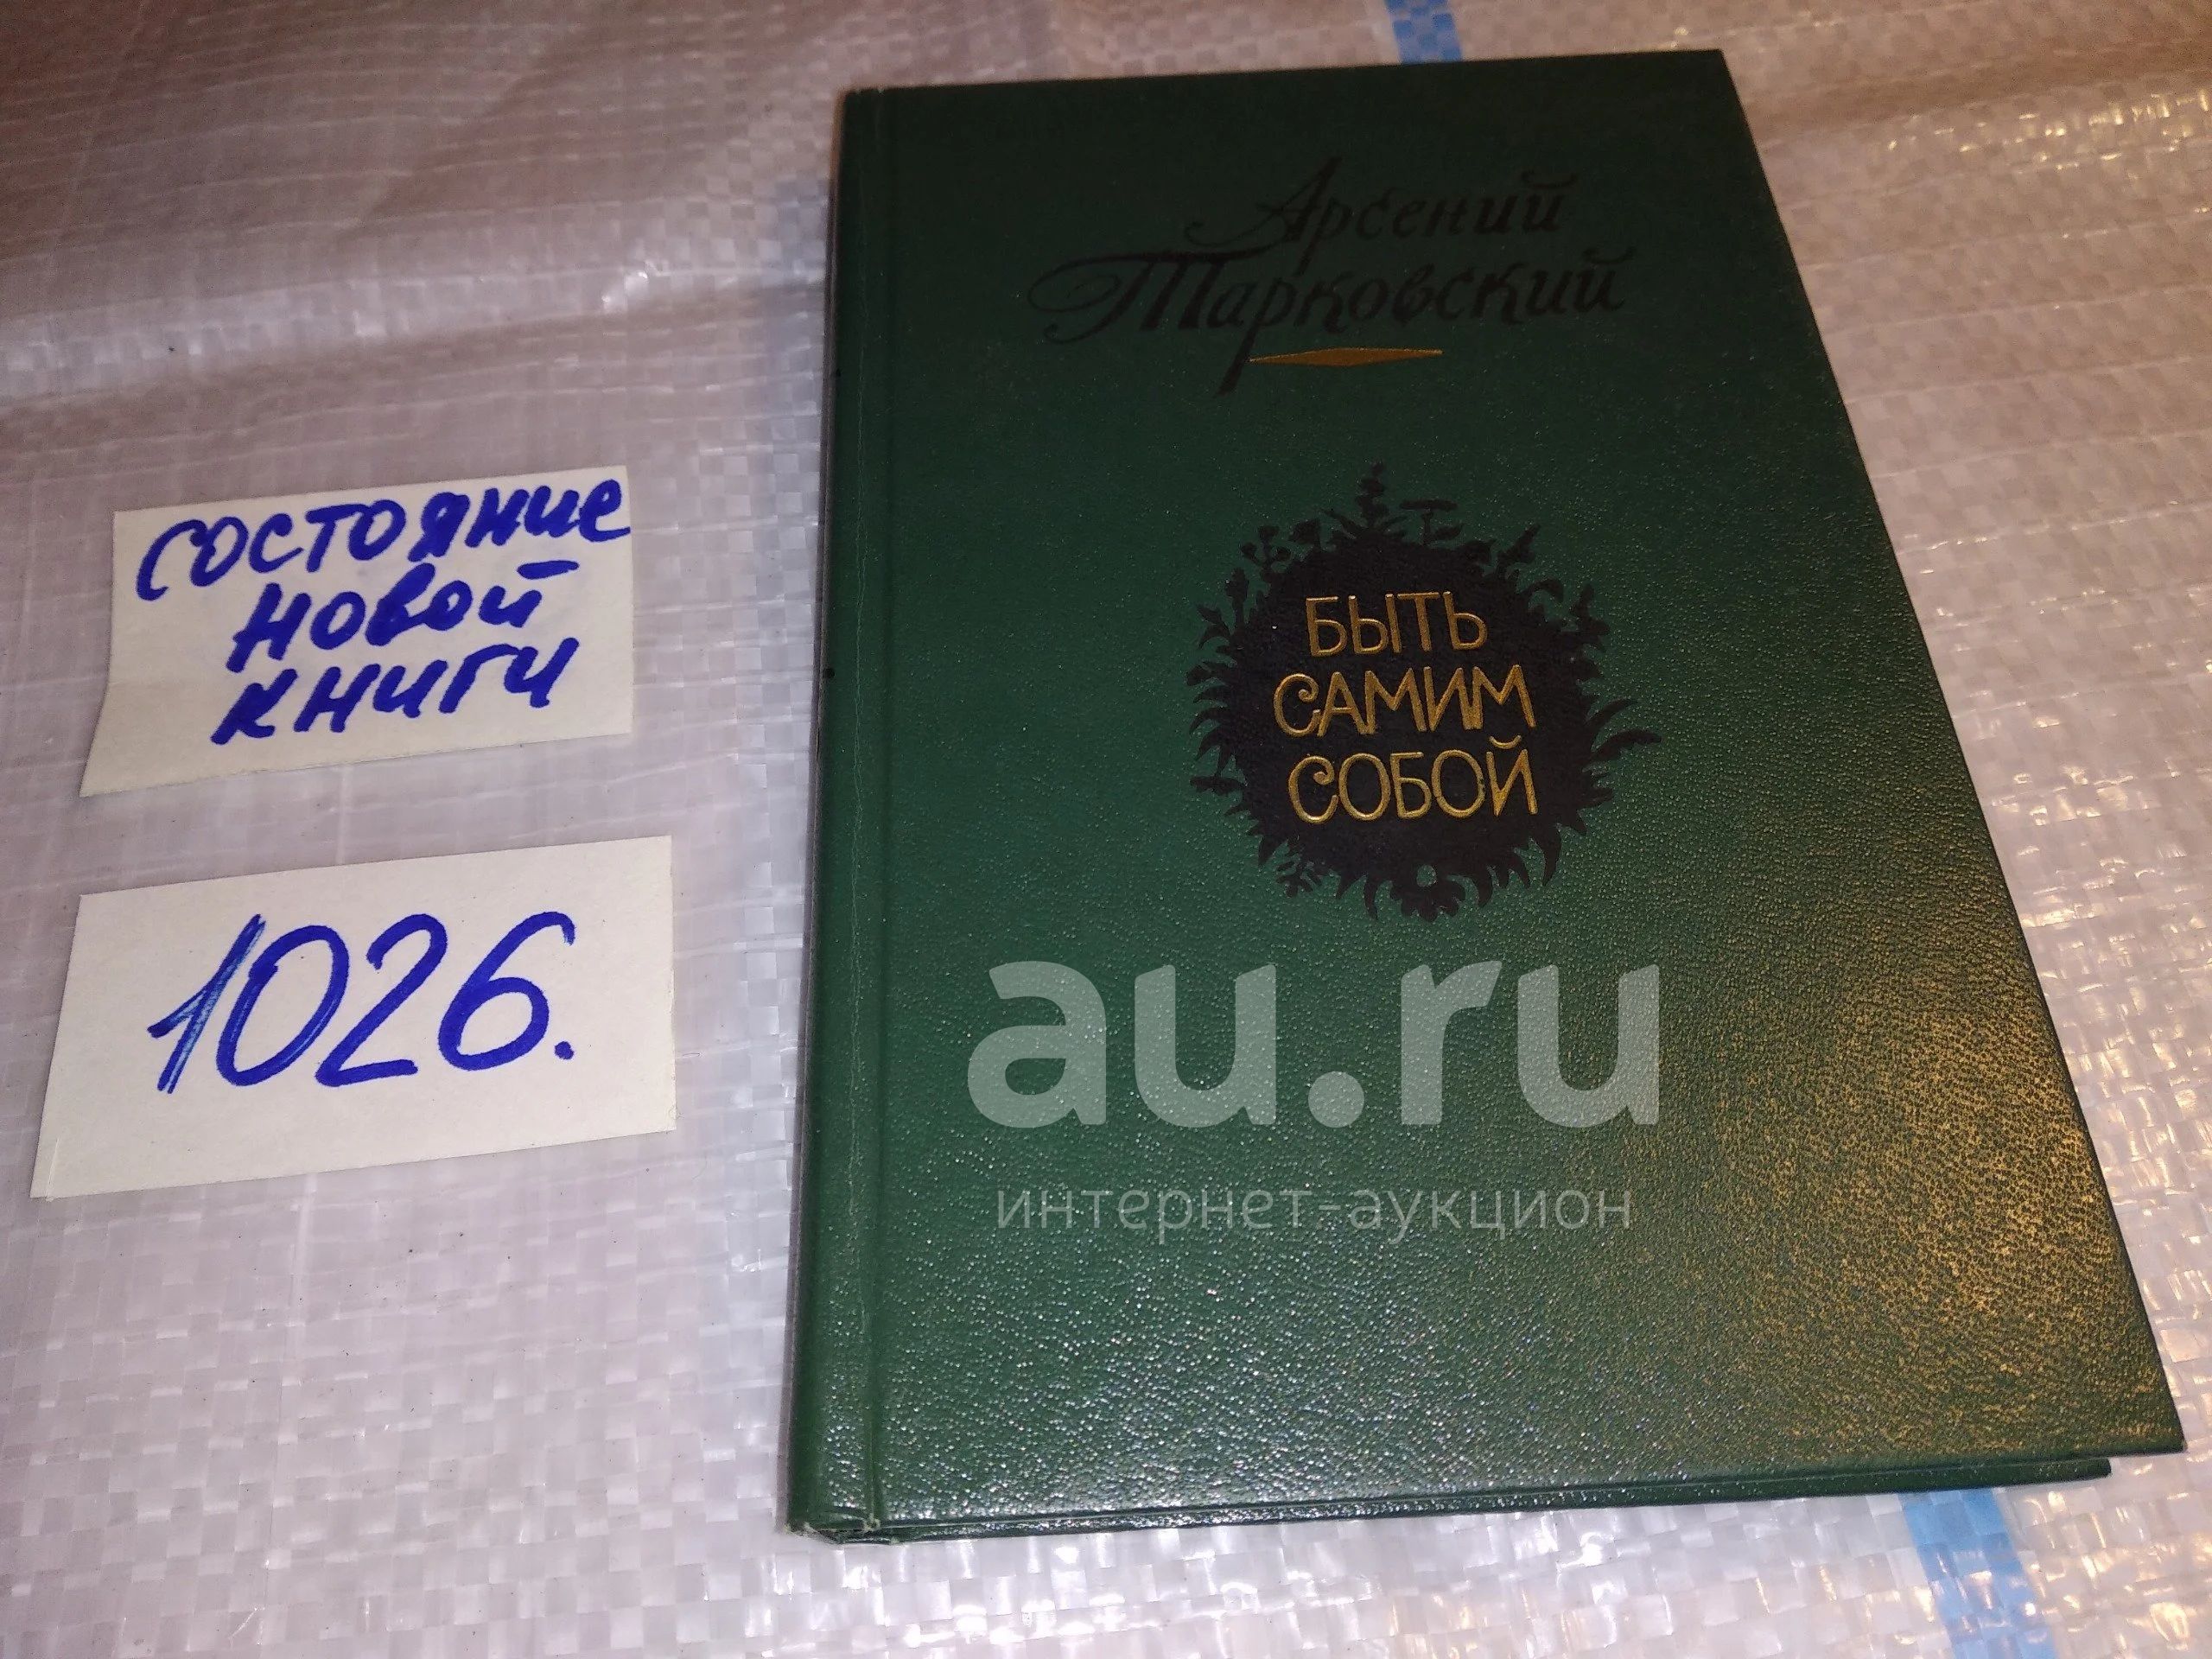 состояние
новой
книги
1026.
Арсений
Тарковский
БЫТЬ
САМИМ
СОБОЙ
au.ru
интернет-аукцион